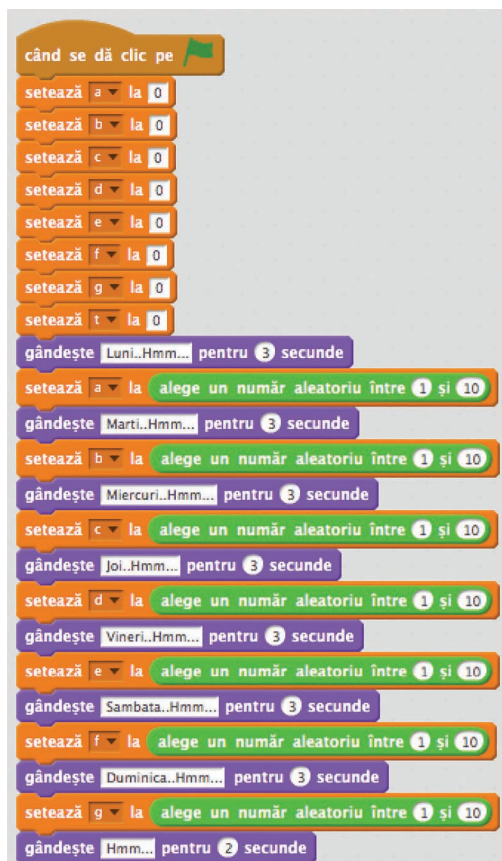 când se dă clic pe
setează a la 0
setează b la 0
setează c la 0
setează d la 0
setează e la 0
setează f la 0
setează g la 0
setează t la 0
gândește Luni..Hmm... pentru 3 secunde
setează a la alege un număr aleatoriu între 1 și 10
gândește Marti..Hmm... pentru 3 secunde
setează b la alege un număr aleatoriu între 1 și 10
gândește Miercuri..Hmm... pentru 3 secunde
setează c la alege un număr aleatoriu între 1 și 10
gândește Joi..Hmm... pentru 3 secunde
setează d la alege un număr aleatoriu între 1 și 10
gândește Vineri..Hmm... pentru 3 secunde
setează e la alege un număr aleatoriu între 1 și 10
gândește Sambata..Hmm... pentru 3 secunde
setează f la alege un număr aleatoriu între 1 și 10
gândește Duminica..Hmm... pentru 3 secunde
setează g la alege un număr aleatoriu între 1 și 10
gândește Hmm... pentru 2 secunde